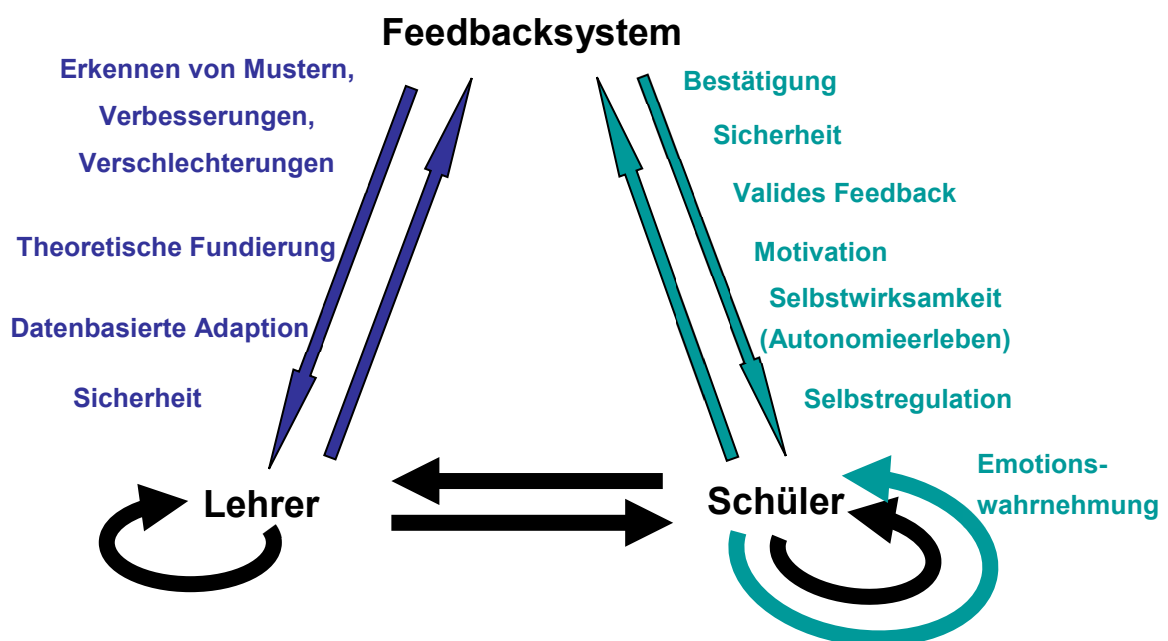 Feedbacksystem
Erkennen von Mustern,
Verbesserungen,
Verschlechterungen
Theoretische Fundierung
Datenbasierte Adaption
Sicherheit
Bestätigung
Sicherheit
Valides Feedback
Motivation
Selbstwirksamkeit
(Autonomieerleben)
Selbstregulation
Emotions-
wahrnehmung
Lehrer
Schüler